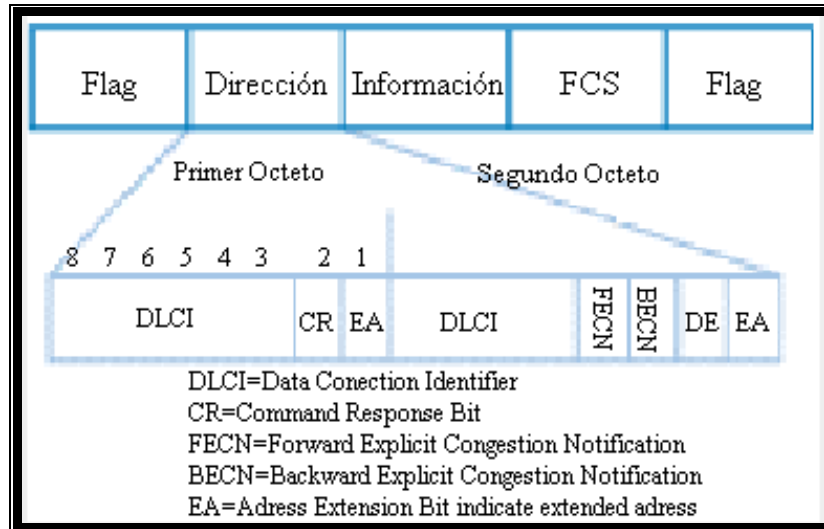 Flag Dirección Información FCS Flag
Primer Octeto Segundo Octeto
8 7 6 5 4 3 2 1
DLCI CR EA DLCI FECN BECN DE EA
DLCI=Data Conection Identifier
CR=Command Response Bit
FECN=Forward Explicit Congestion Notification
BECN=Backward Explicit Congestion Notification
EA=Adress Extension Bit indicate extended adress